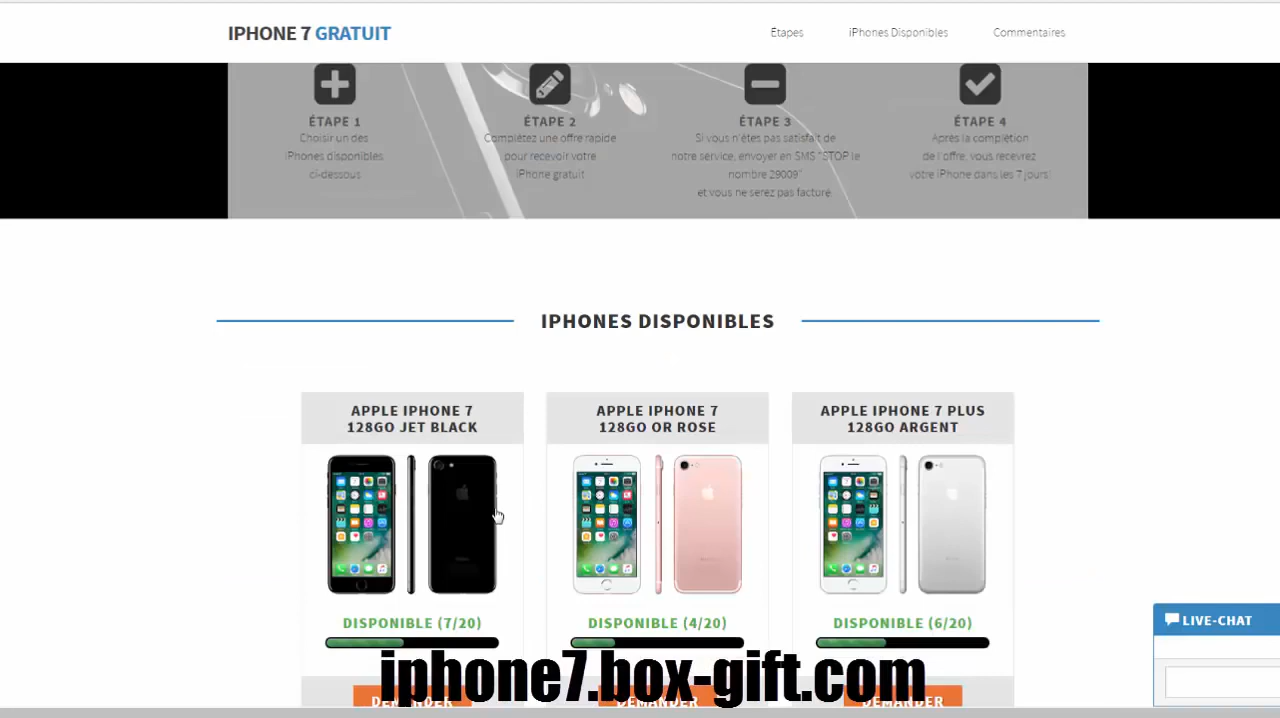 IPHONE 7 GRATUIT
Étapes
iPhones Disponibles
Commentaires
ÉTAPE 1
Choisir un des
iPhones disponibles
ci-dessous
ÉTAPE 2
Complétez une offre rapide
pour recevoir votre
iPhone gratuit
ÉTAPE 3
Si vous n'êtes pas satisfait de
notre service, envoyer en SMS "STOP le
nombre 29009"
et vous ne serez pas facturé
ÉTAPE 4
Après la complétion
de l'offre, vous recevrez
votre iPhone dans les 7 jours!
IPHONES DISPONIBLES
APPLE IPHONE 7
128GO JET BLACK
DISPONIBLE (7/20)
DEMANDER
APPLE IPHONE 7
128GO OR ROSE
DISPONIBLE (4/20)
DEMANDER
APPLE IPHONE 7 PLUS
128GO ARGENT
DISPONIBLE (6/20)
DEMANDER
LIVE-CHAT
iphone7.box-gift.com